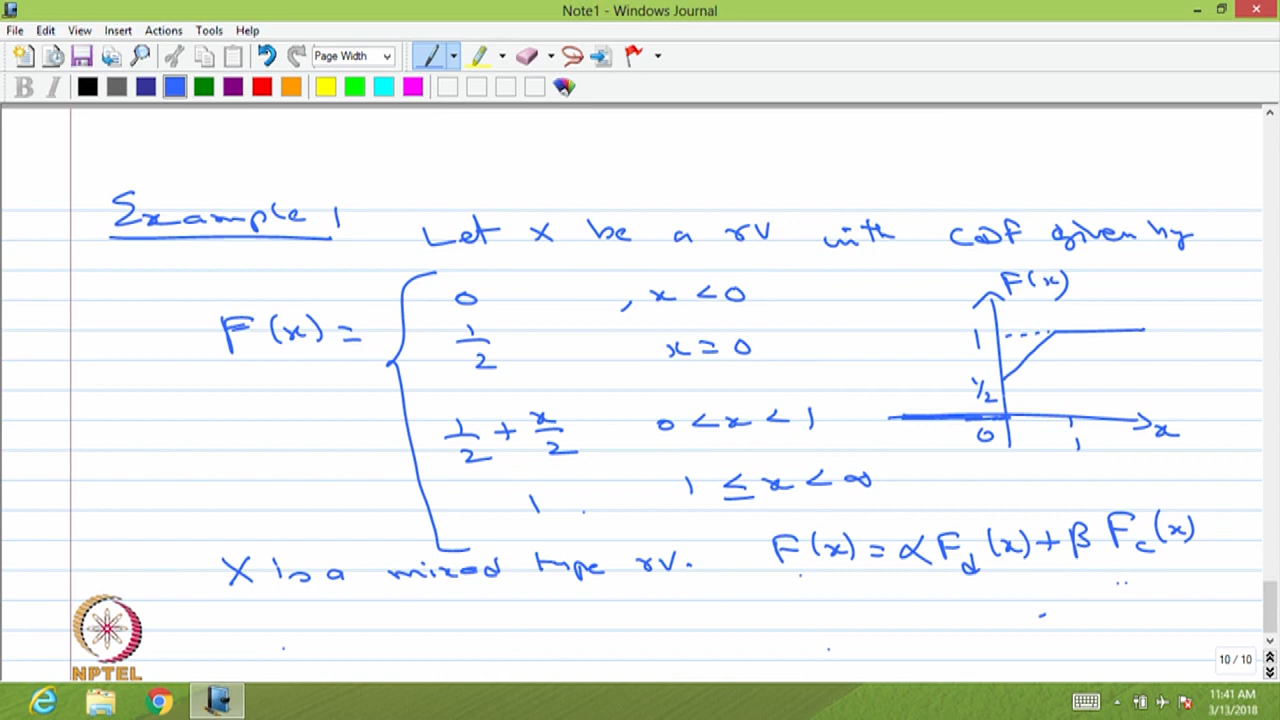 Note1 - Windows Journal
File Edit View Insert Actions Tools Help
Page Width
B I
Example 1 Let X be a rv with CDF given by
F(x) = { 0 , x < 0
1/2 x = 0
1/2 + x/2 0 < x < 1
1 1 ≤ x < ∞
F(x)
1
1/2
0 1 x
X is a mixed type rv. F(x) = α F_d (x) + β F_c (x)
NPTEL
10 / 10
11:41 AM
3/13/2018